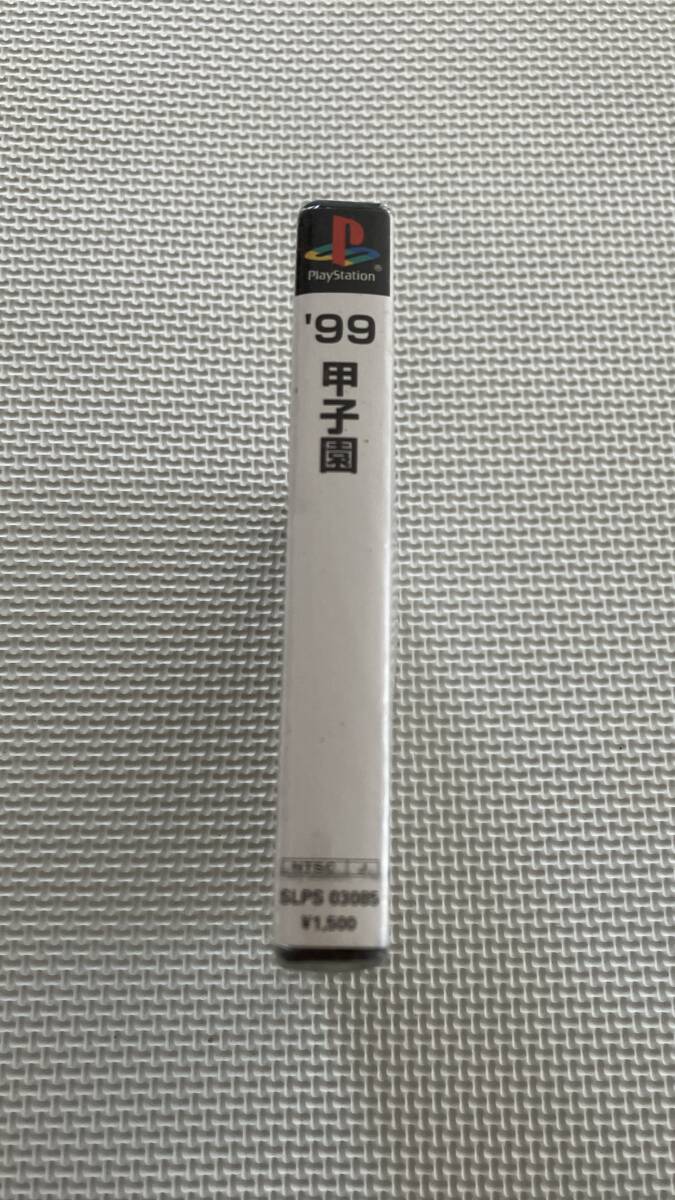 PlayStation®
'99
甲子園
NTSC J
SLPS 03085
¥1,500